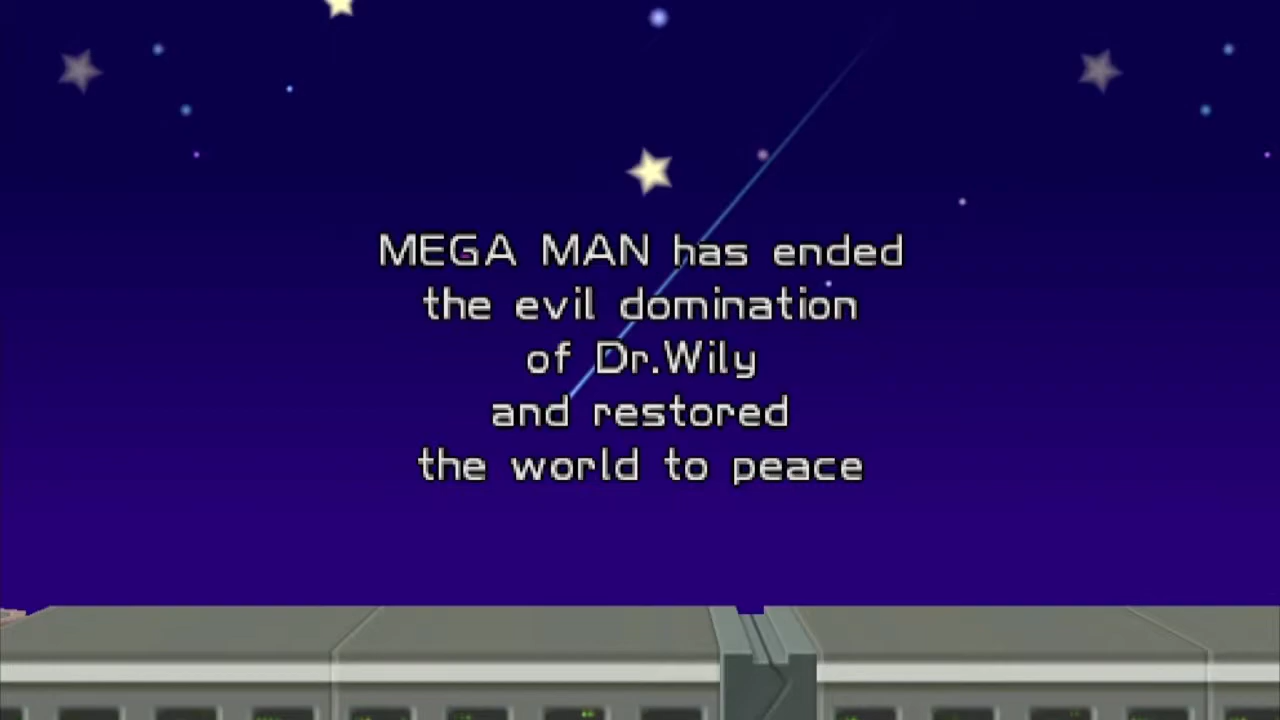 MEGA MAN has ended
the evil domination
of Dr.Wily
and restored
the world to peace